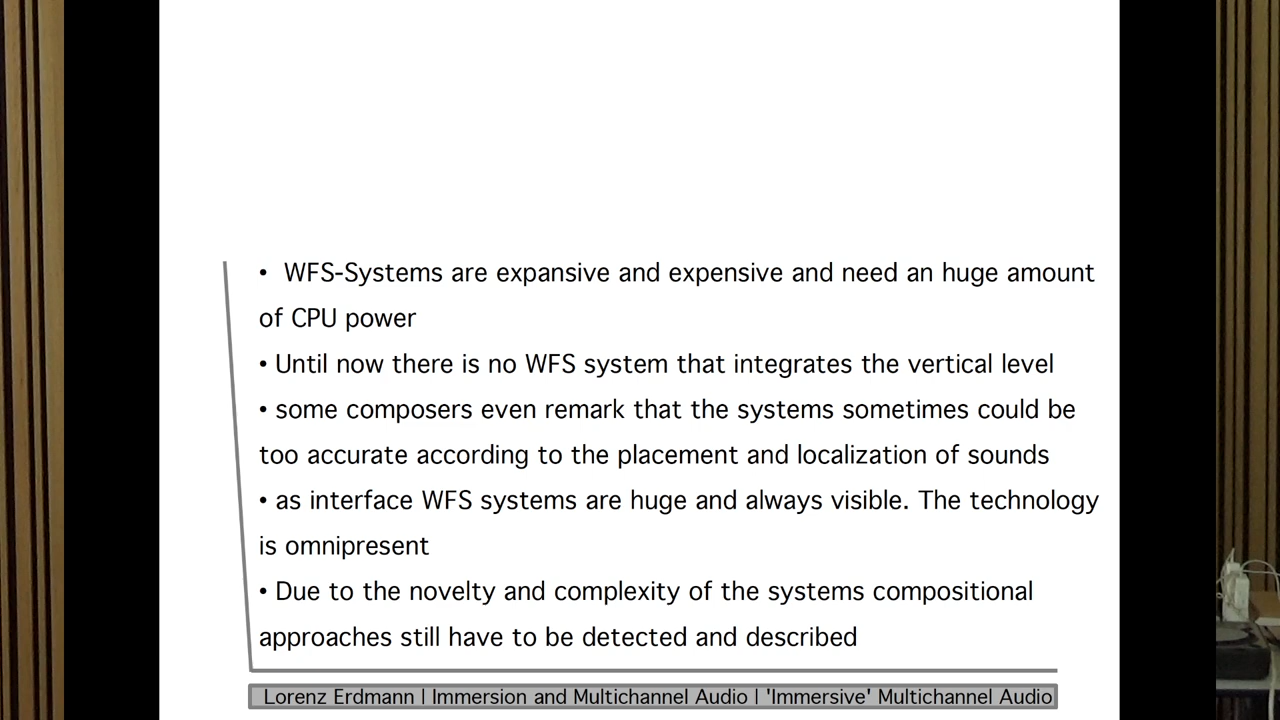 • WFS-Systems are expansive and expensive and need an huge amount
of CPU power
• Until now there is no WFS system that integrates the vertical level
• some composers even remark that the systems sometimes could be
too accurate according to the placement and localization of sounds
• as interface WFS systems are huge and always visible. The technology
is omnipresent
• Due to the novelty and complexity of the systems compositional
approaches still have to be detected and described
Lorenz Erdmann | Immersion and Multichannel Audio | 'Immersive' Multichannel Audio